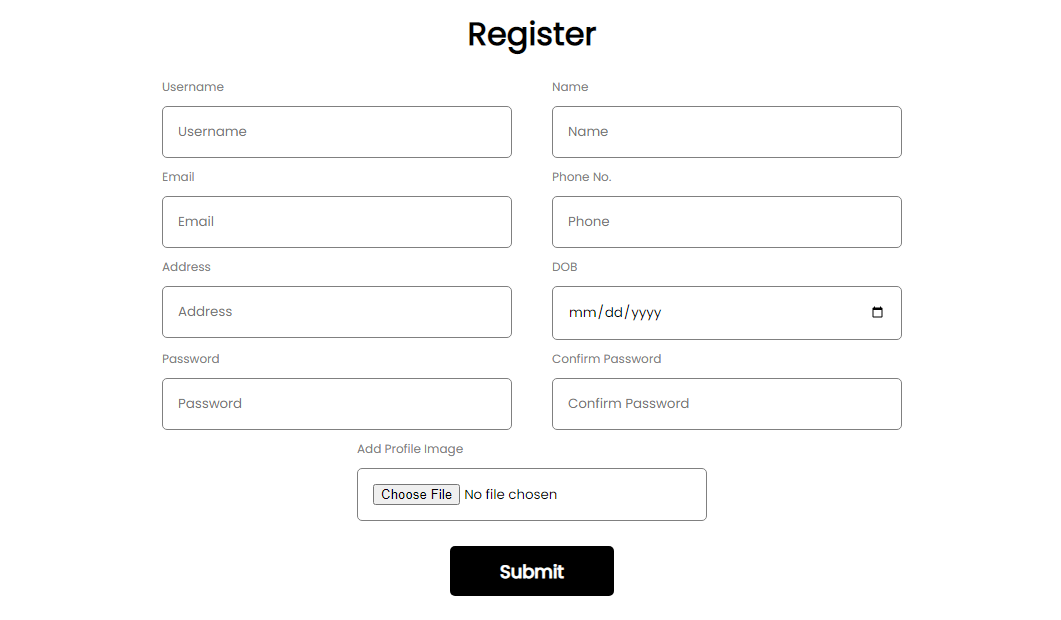 Register
Username Name
Username Name
Email Phone No.
Email Phone
Address DOB
Address mm/dd/yyyy
Password Confirm Password
Password Confirm Password
Add Profile Image
Choose File No file chosen
Submit